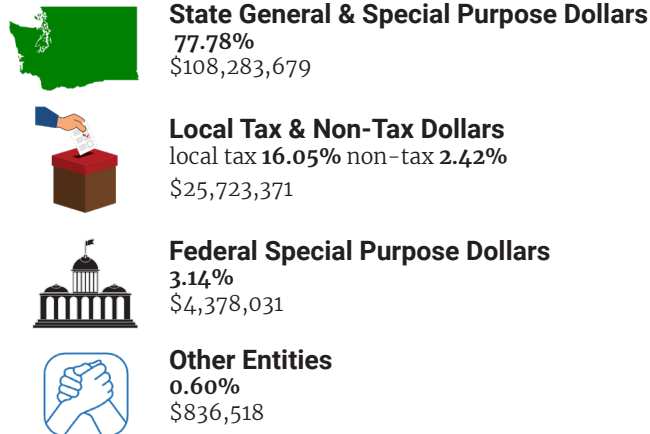 State General & Special Purpose Dollars
77.78%
$108,283,679
Local Tax & Non-Tax Dollars
local tax 16.05% non-tax 2.42%
$25,723,371
Federal Special Purpose Dollars
3.14%
$4,378,031
Other Entities
0.60%
$836,518